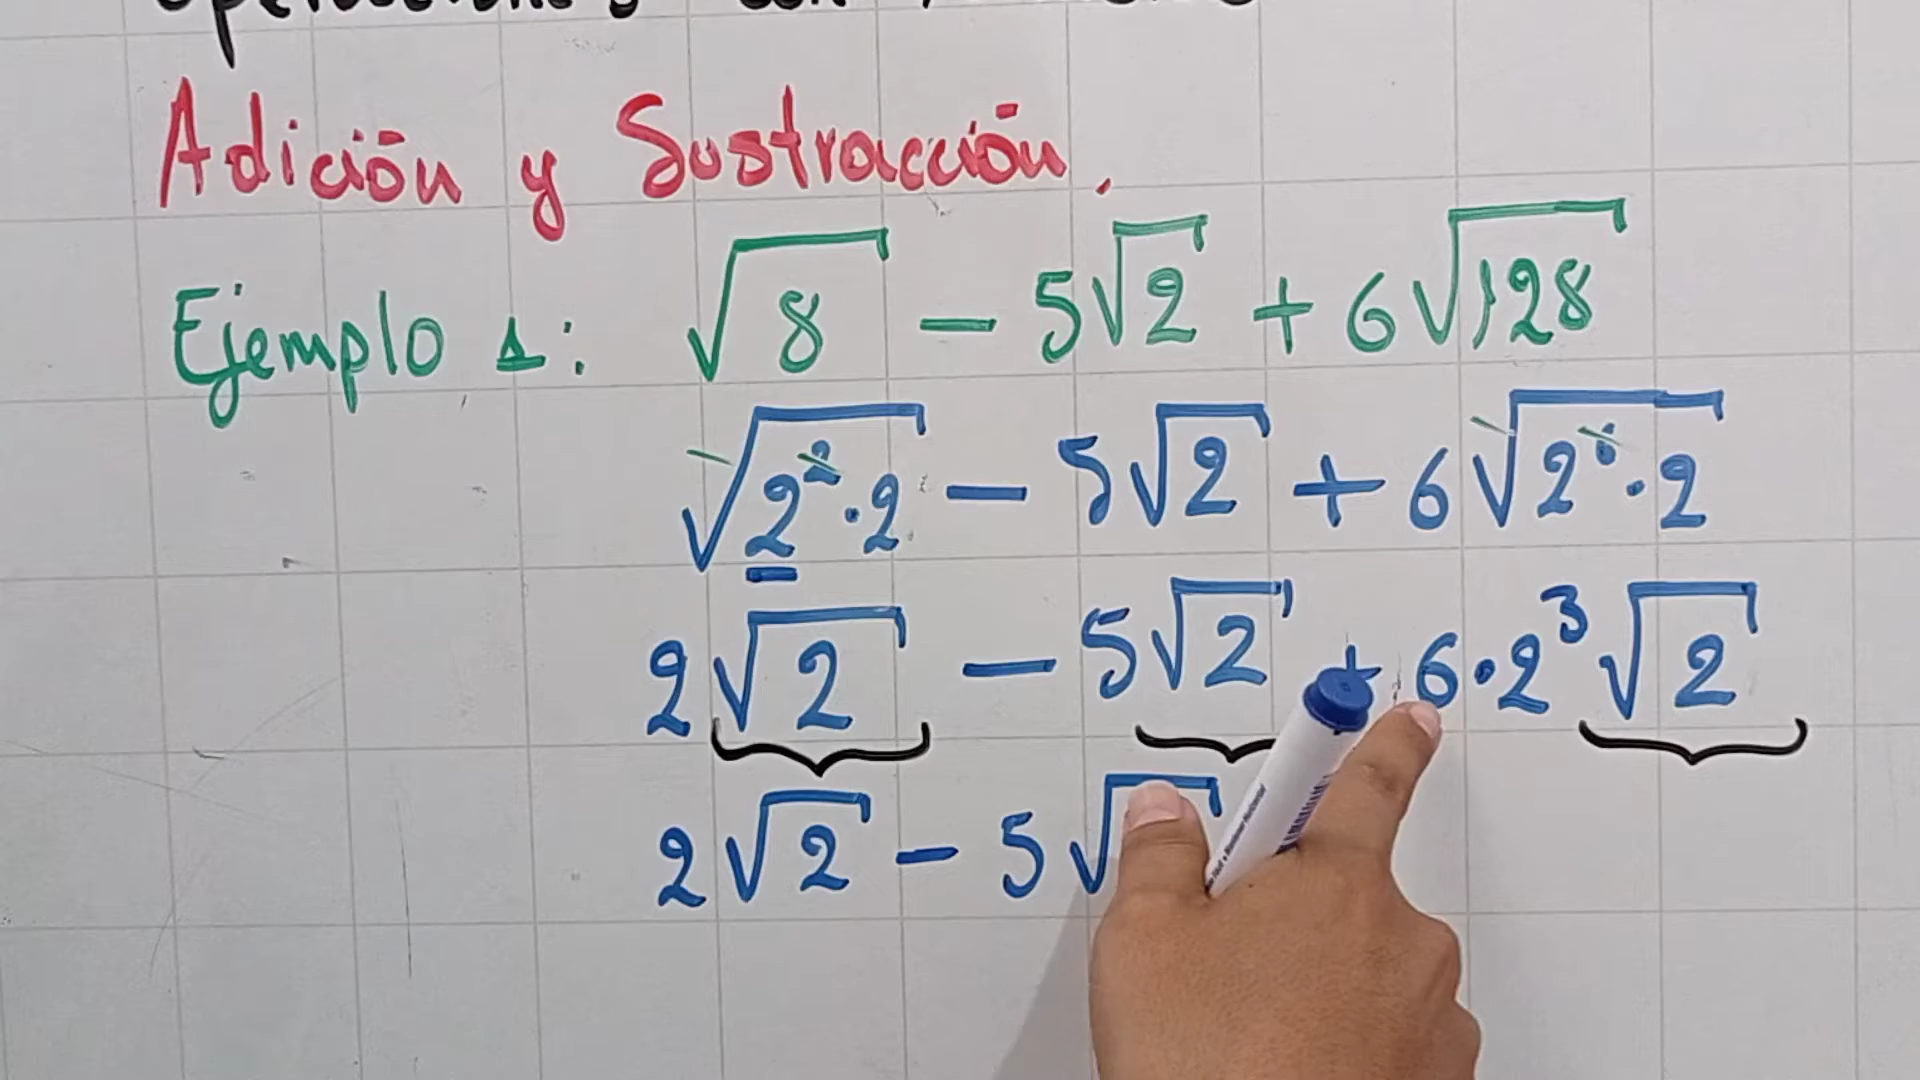 con
Adición y Sustracción.
Ejemplo 1: √8 - 5√2 + 6√128
√2²·2 - 5√2 + 6√2⁶·2
2√2 - 5√2 + 6·2³√2
2√2 - 5√